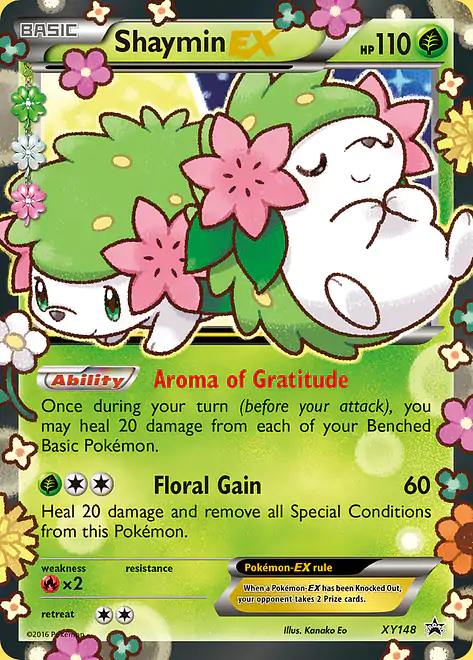 BASIC
Shaymin EX
HP 110
Ability Aroma of Gratitude
Once during your turn (before your attack), you
may heal 20 damage from each of your Benched
Basic Pokémon.
Floral Gain 60
Heal 20 damage and remove all Special Conditions
from this Pokémon.
weakness resistance
×2
Pokémon-EX rule
When a Pokémon-EX has been Knocked Out,
your opponent takes 2 Prize cards.
retreat
©2016 Pokémon
Illus. Kanako Eo
XY148